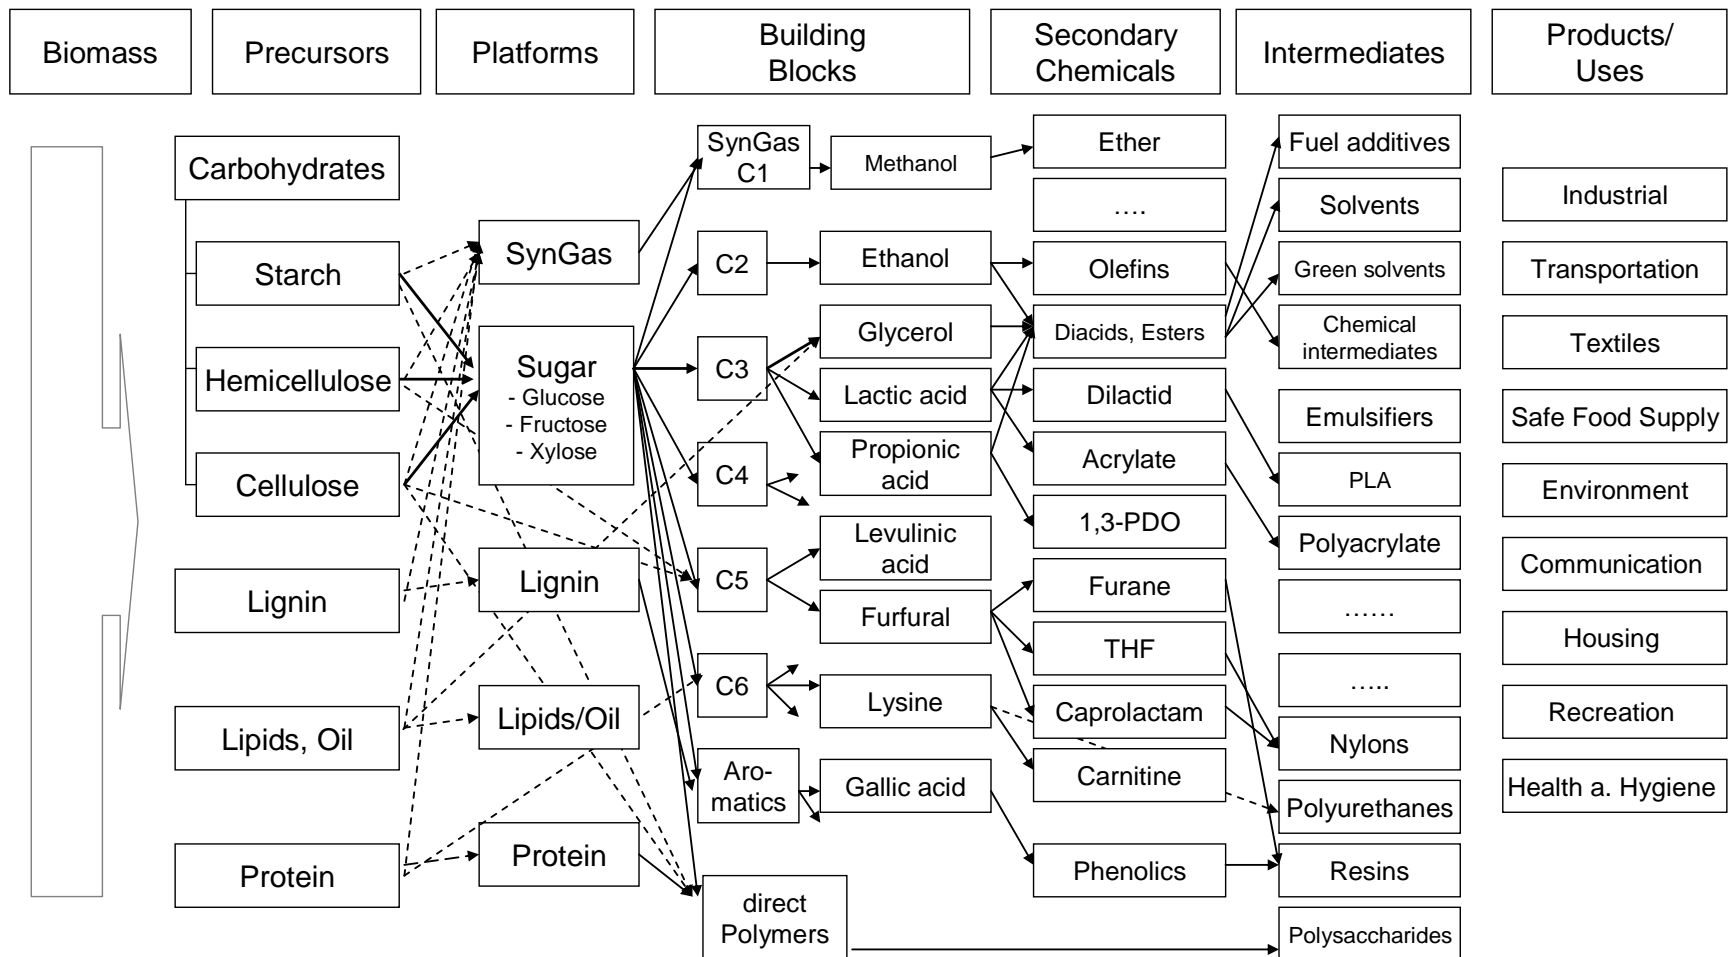 Biomass
Precursors
Platforms
Building
Blocks
Secondary
Chemicals
Intermediates
Products/
Uses
Carbohydrates
Starch
Hemicellulose
Cellulose
Lignin
Lipids, Oil
Protein
SynGas
Sugar
- Glucose
- Fructose
- Xylose
Lignin
Lipids/Oil
Protein
SynGas
C1
C2
C3
C4
C5
C6
Aro-
matics
direct
Polymers
Methanol
Ethanol
Glycerol
Lactic acid
Propionic
acid
Levulinic
acid
Furfural
Lysine
Gallic acid
Ether
....
Olefins
Diacids, Esters
Dilactid
Acrylate
1,3-PDO
Furane
THF
Caprolactam
Carnitine
Phenolics
Fuel additives
Solvents
Green solvents
Chemical
intermediates
Emulsifiers
PLA
Polyacrylate
......
.....
Nylons
Polyurethanes
Resins
Polysaccharides
Industrial
Transportation
Textiles
Safe Food Supply
Environment
Communication
Housing
Recreation
Health a. Hygiene